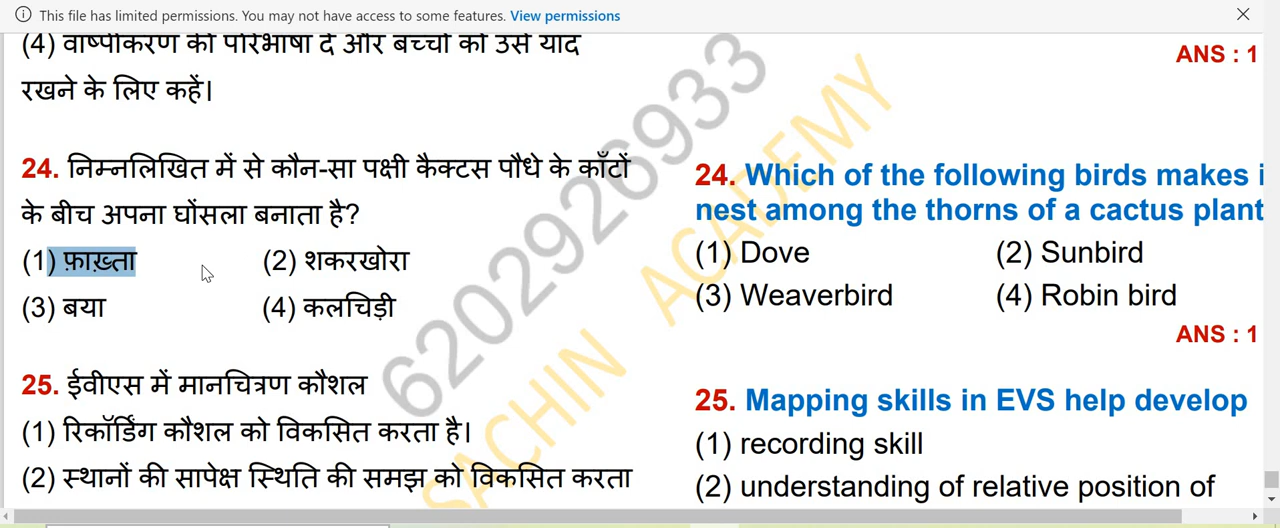 This file has limited permissions. You may not have access to some features. View permissions
(4) वाष्पीकरण की परिभाषा दें और बच्चों को उसे याद
रखने के लिए कहें।
ANS : 1
24. निम्नलिखित में से कौन-सा पक्षी कैक्टस पौधे के काँटों
के बीच अपना घोंसला बनाता है?
(1) फ़ाख़्ता (2) शकरखोरा
(3) बया (4) कलचिड़ी
24. Which of the following birds makes
nest among the thorns of a cactus plant
(1) Dove (2) Sunbird
(3) Weaverbird (4) Robin bird
ANS : 1
25. ईवीएस में मानचित्रण कौशल
(1) रिकॉर्डिंग कौशल को विकसित करता है।
(2) स्थानों की सापेक्ष स्थिति की समझ को विकसित करता
25. Mapping skills in EVS help develop
(1) recording skill
(2) understanding of relative position of
6202926933
SACHIN ACADEMY